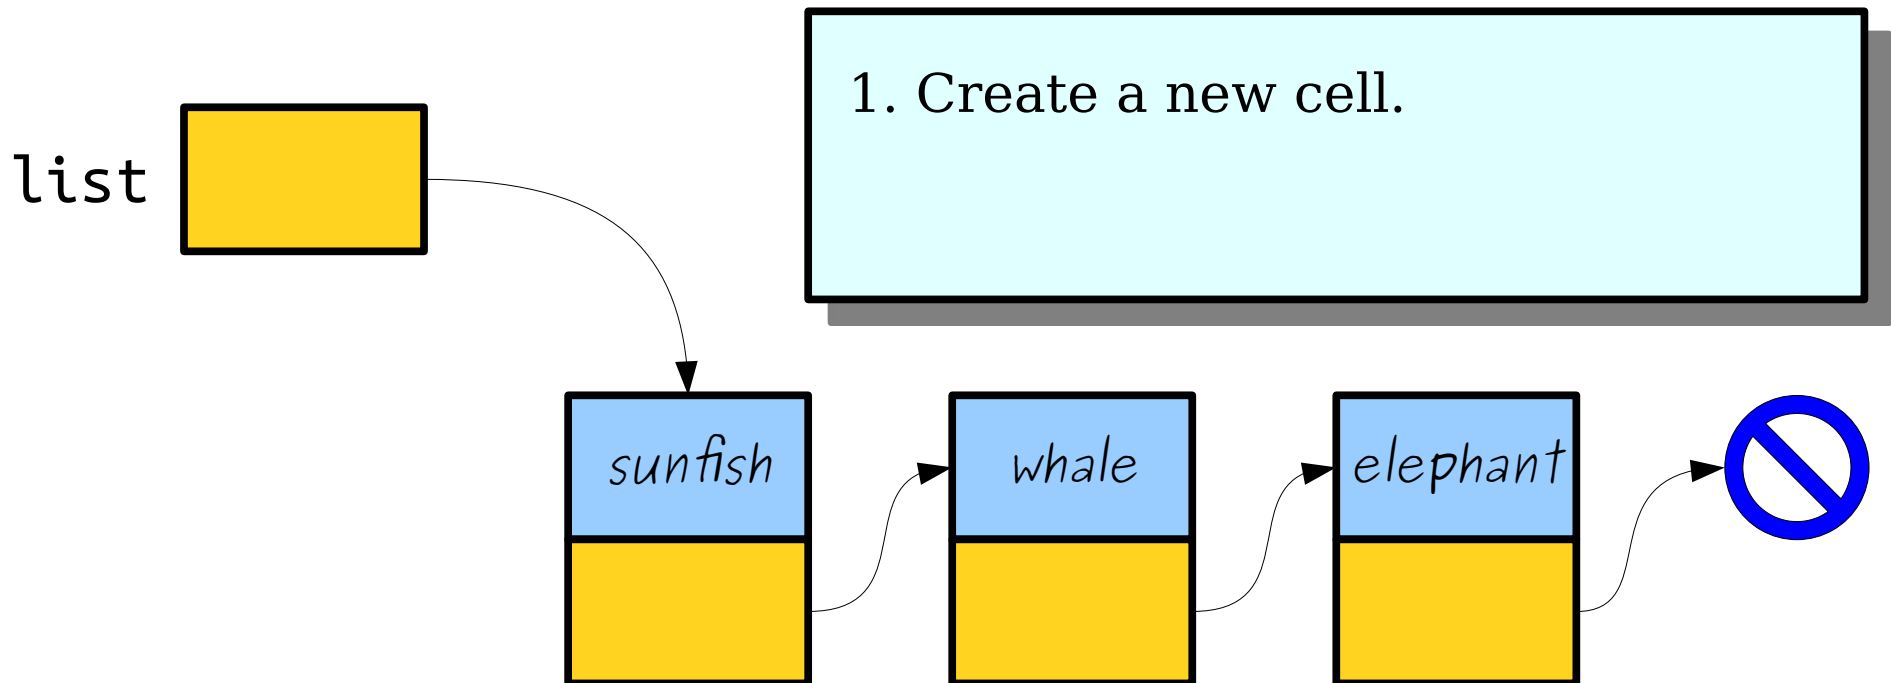 1. Create a new cell.
list
sunfish
whale
elephant